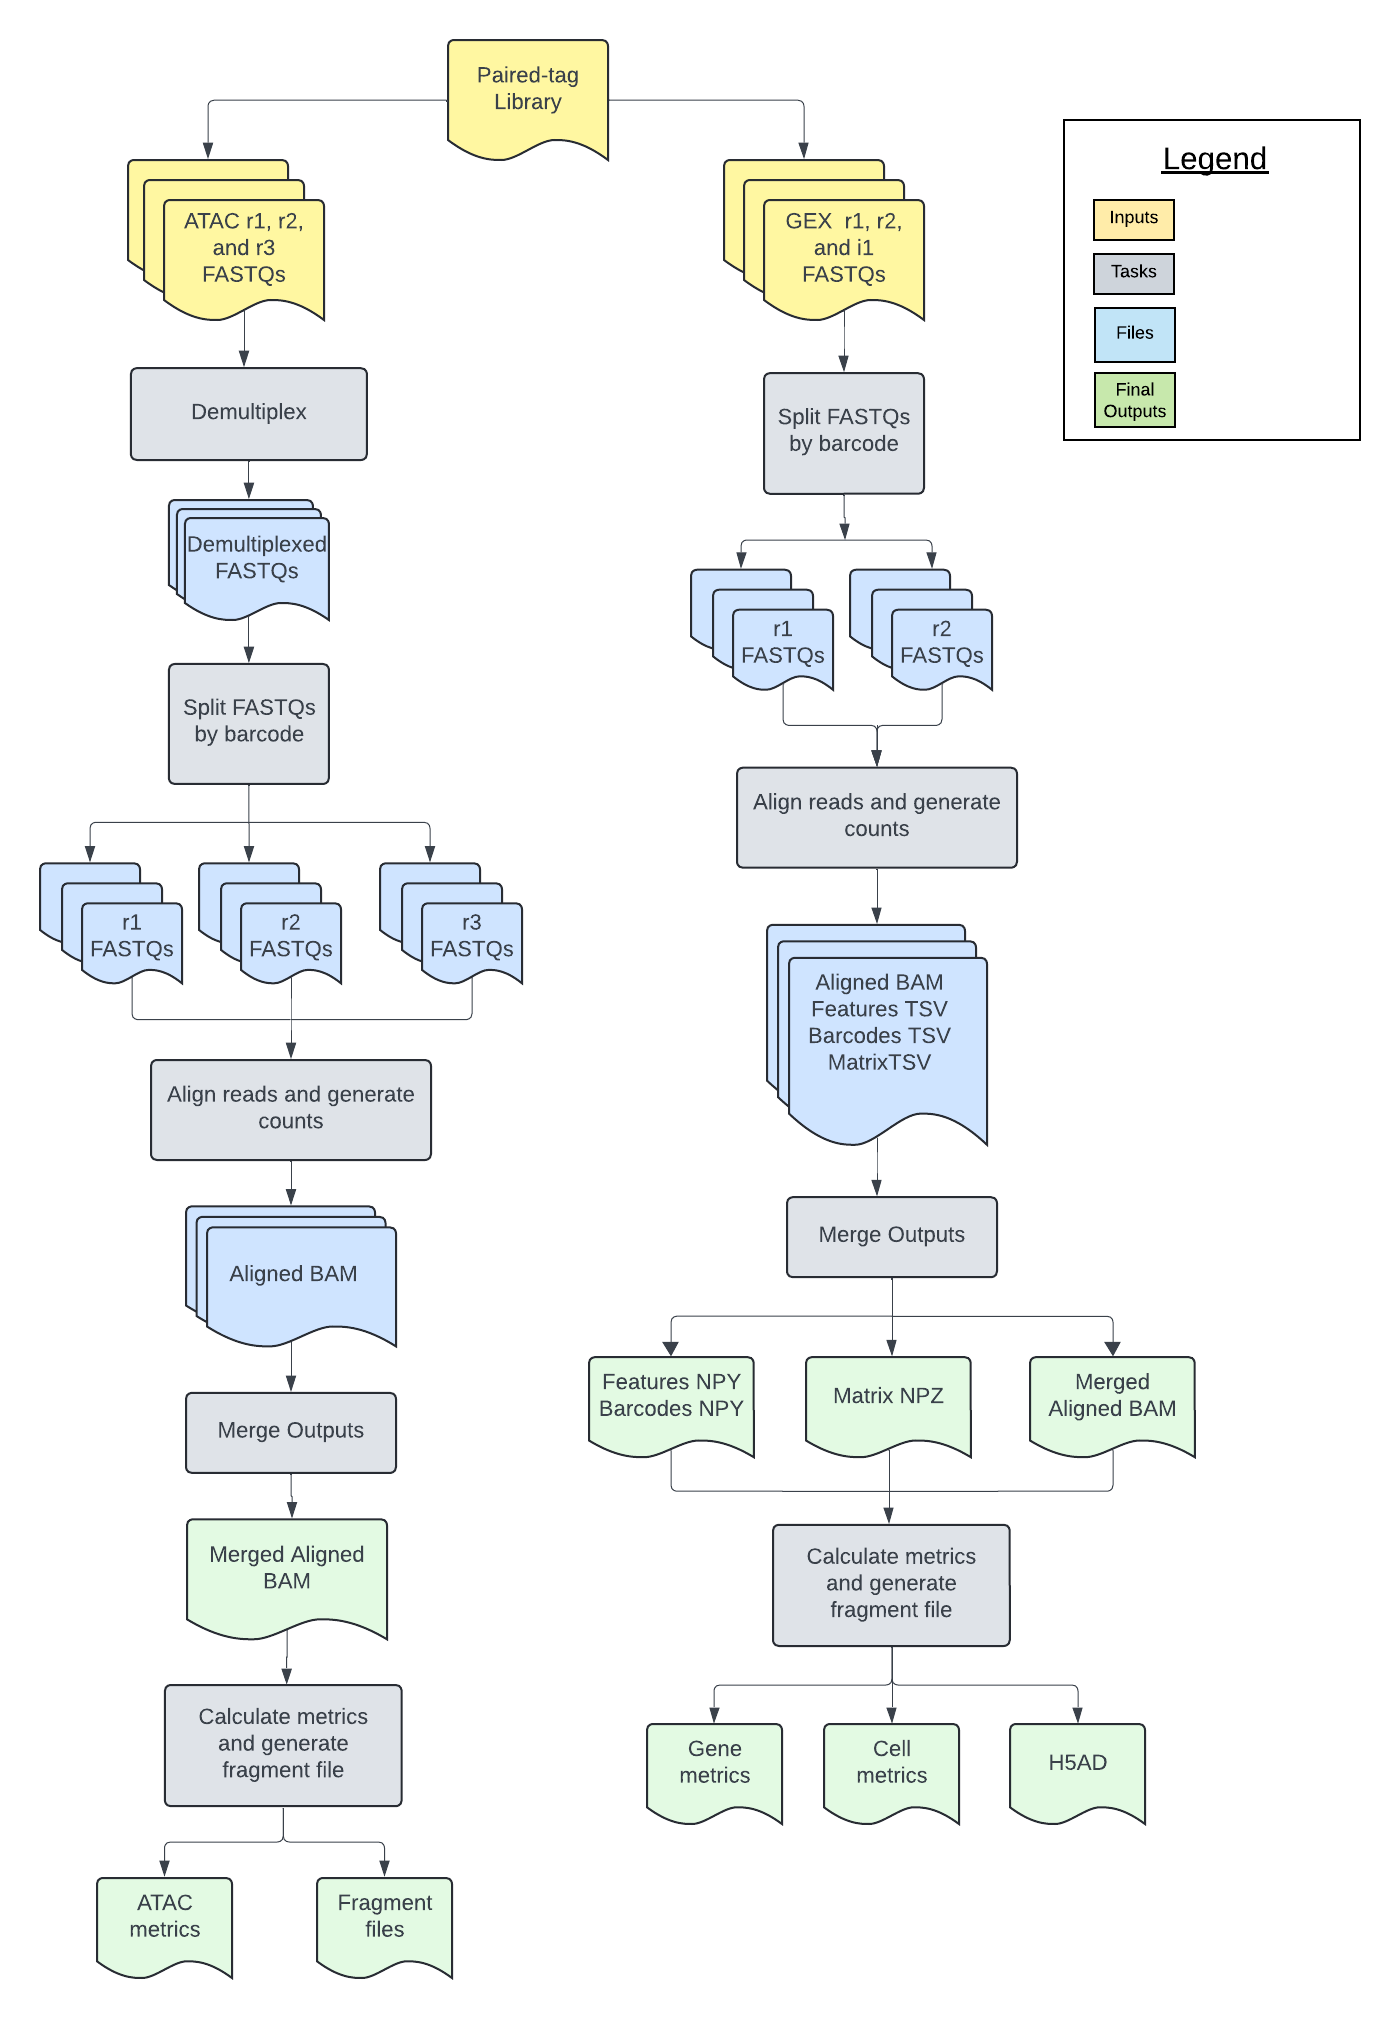 Paired-tag
Library
Legend
Inputs
Tasks
Files
Final
Outputs
ATAC r1, r2,
and r3
FASTQs
Demultiplex
Demultiplexed
FASTQs
Split FASTQs
by barcode
r1
FASTQs
r2
FASTQs
r3
FASTQs
Align reads and generate
counts
Aligned BAM
Merge Outputs
Merged Aligned
BAM
Calculate metrics
and generate
fragment file
ATAC
metrics
Fragment
files
GEX  r1, r2,
and i1
FASTQs
Split FASTQs
by barcode
r1
FASTQs
r2
FASTQs
Align reads and generate
counts
Aligned BAM
Features TSV
Barcodes TSV
MatrixTSV
Merge Outputs
Features NPY
Barcodes NPY
Matrix NPZ
Merged
Aligned BAM
Calculate metrics
and generate
fragment file
Gene
metrics
Cell
metrics
H5AD